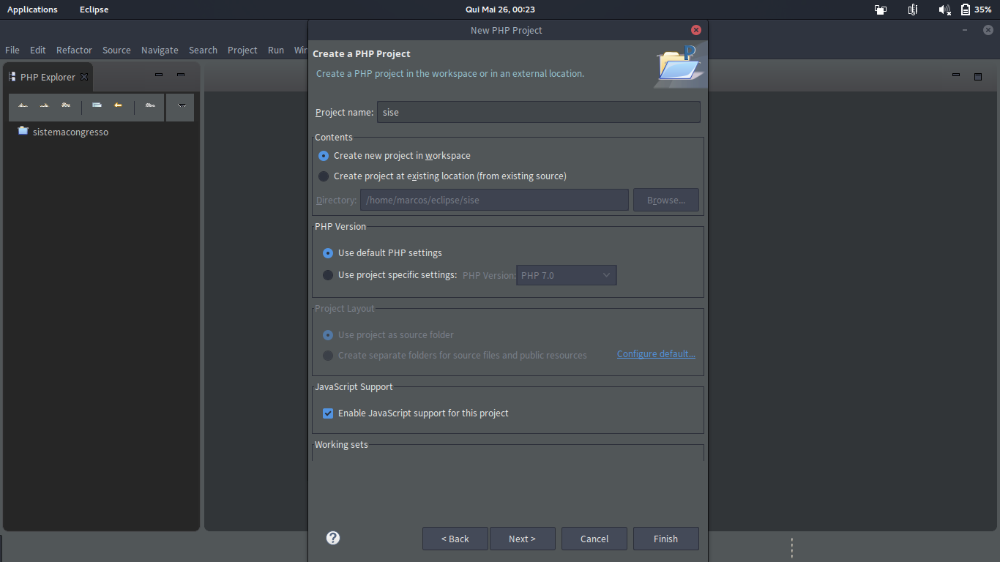 Applications Eclipse Qui Mai 26, 00:23 35%
New PHP Project
File Edit Refactor Source Navigate Search Project Run Win
Create a PHP Project
Create a PHP project in the workspace or in an external location.
PHP Explorer
sistemacongresso
Project name: sise
Contents
Create new project in workspace
Create project at existing location (from existing source)
Directory: /home/marcos/eclipse/sise Browse...
PHP Version
Use default PHP settings
Use project specific settings: PHP Version: PHP 7.0
Project Layout
Use project as source folder
Create separate folders for source files and public resources Configure default...
JavaScript Support
Enable JavaScript support for this project
Working sets
? < Back Next > Cancel Finish